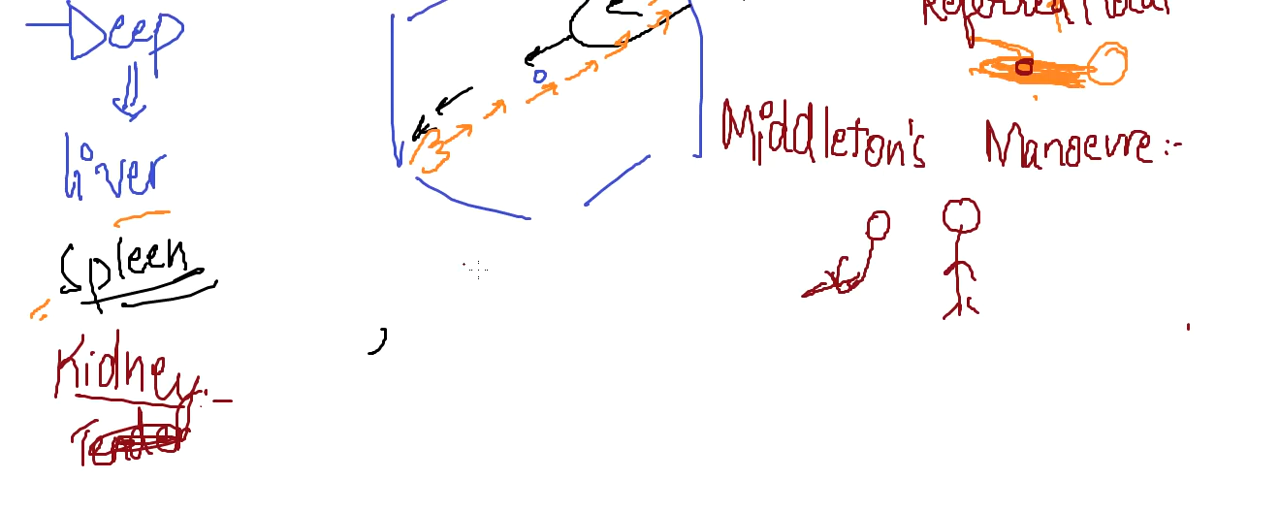 Deep
liver
Spleen
Kidney:-
Middleton's Manoevre:-